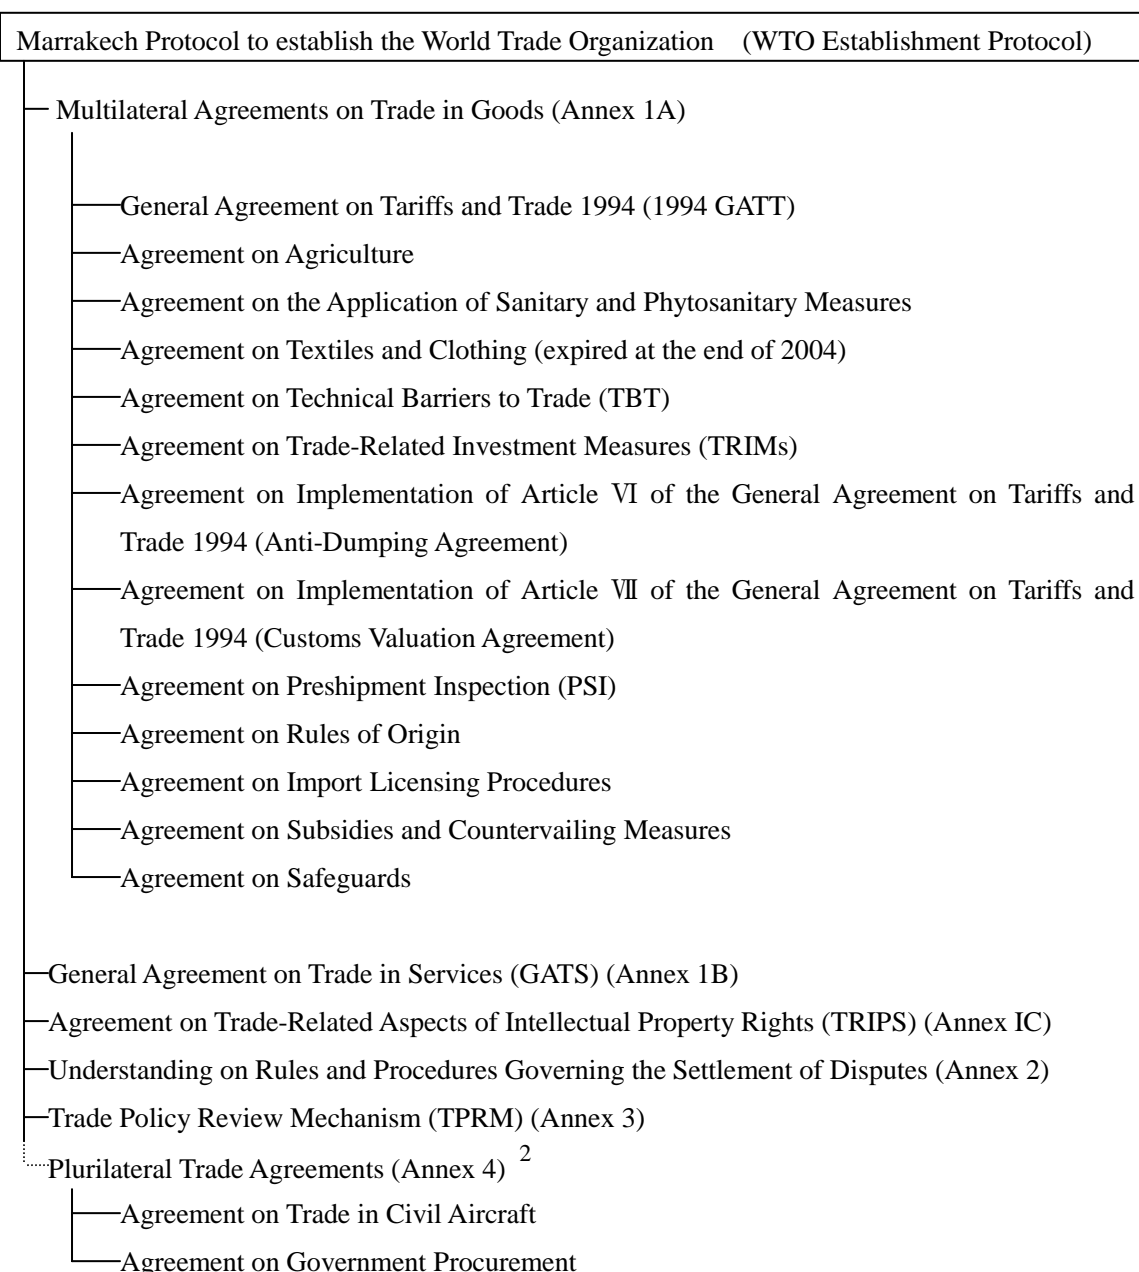 Marrakech Protocol to establish the World Trade Organization (WTO Establishment Protocol)
Multilateral Agreements on Trade in Goods (Annex 1A)
General Agreement on Tariffs and Trade 1994 (1994 GATT)
Agreement on Agriculture
Agreement on the Application of Sanitary and Phytosanitary Measures
Agreement on Textiles and Clothing (expired at the end of 2004)
Agreement on Technical Barriers to Trade (TBT)
Agreement on Trade-Related Investment Measures (TRIMs)
Agreement on Implementation of Article Ⅵ of the General Agreement on Tariffs and
Trade 1994 (Anti-Dumping Agreement)
Agreement on Implementation of Article Ⅶ of the General Agreement on Tariffs and
Trade 1994 (Customs Valuation Agreement)
Agreement on Preshipment Inspection (PSI)
Agreement on Rules of Origin
Agreement on Import Licensing Procedures
Agreement on Subsidies and Countervailing Measures
Agreement on Safeguards
General Agreement on Trade in Services (GATS) (Annex 1B)
Agreement on Trade-Related Aspects of Intellectual Property Rights (TRIPS) (Annex IC)
Understanding on Rules and Procedures Governing the Settlement of Disputes (Annex 2)
Trade Policy Review Mechanism (TPRM) (Annex 3)
Plurilateral Trade Agreements (Annex 4) 2
Agreement on Trade in Civil Aircraft
Agreement on Government Procurement